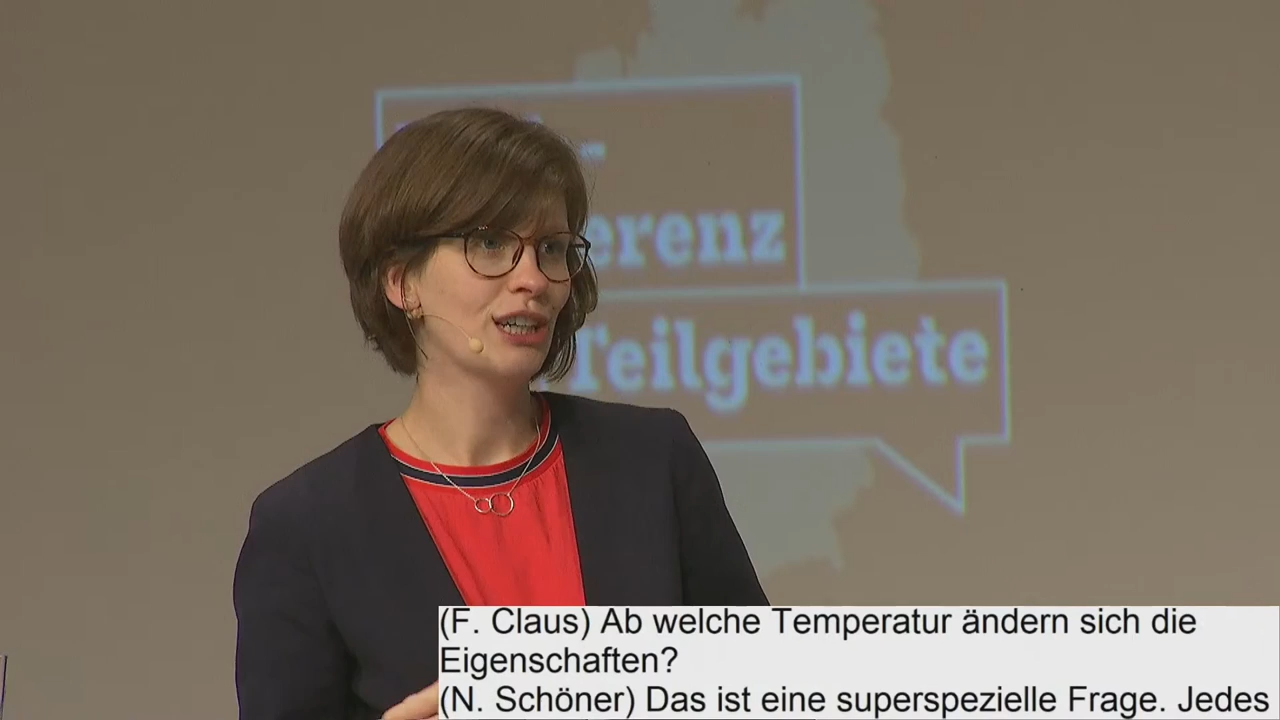 erenz
Teilgebiete
(F. Claus) Ab welche Temperatur ändern sich die
Eigenschaften?
(N. Schöner) Das ist eine superspezielle Frage. Jedes